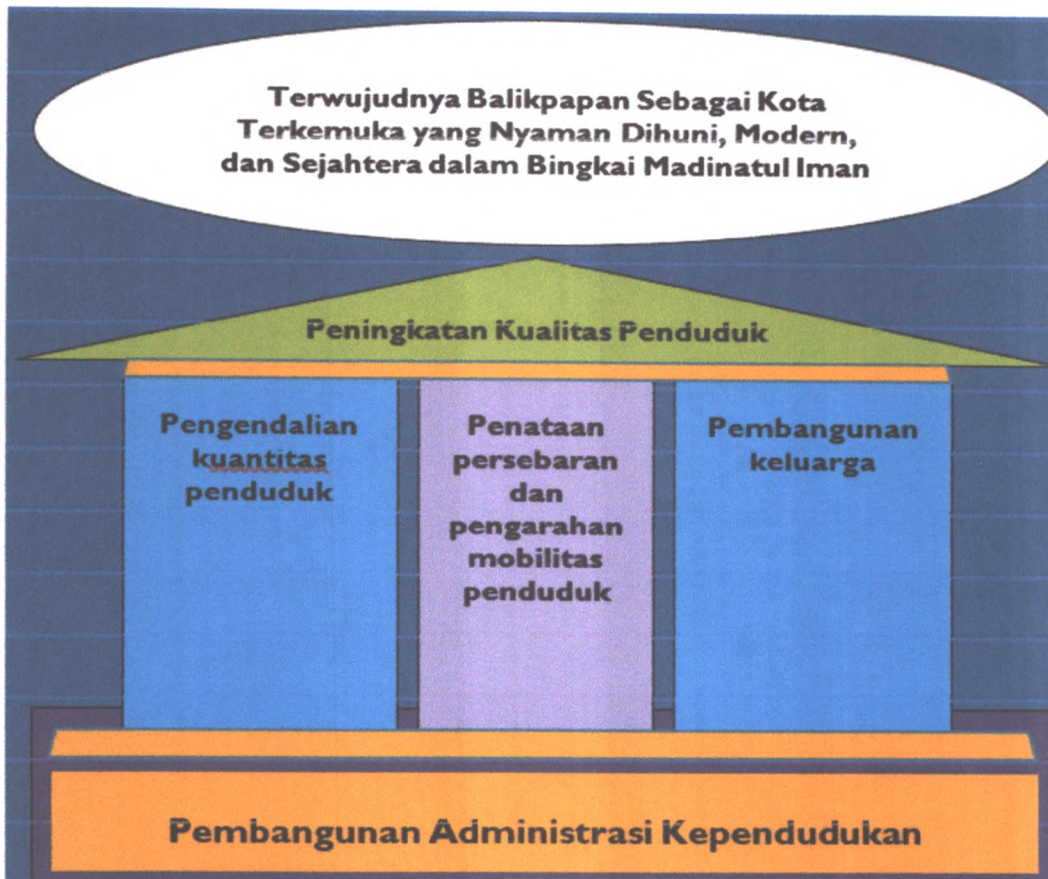 Terwujudnya Balikpapan Sebagai Kota
Terkemuka yang Nyaman Dihuni, Modern,
dan Sejahtera dalam Bingkai Madinatul Iman
Peningkatan Kualitas Penduduk
Pengendalian
kuantitas
penduduk
Penataan
persebaran
dan
pengarahan
mobilitas
penduduk
Pembangunan
keluarga
Pembangunan Administrasi Kependudukan